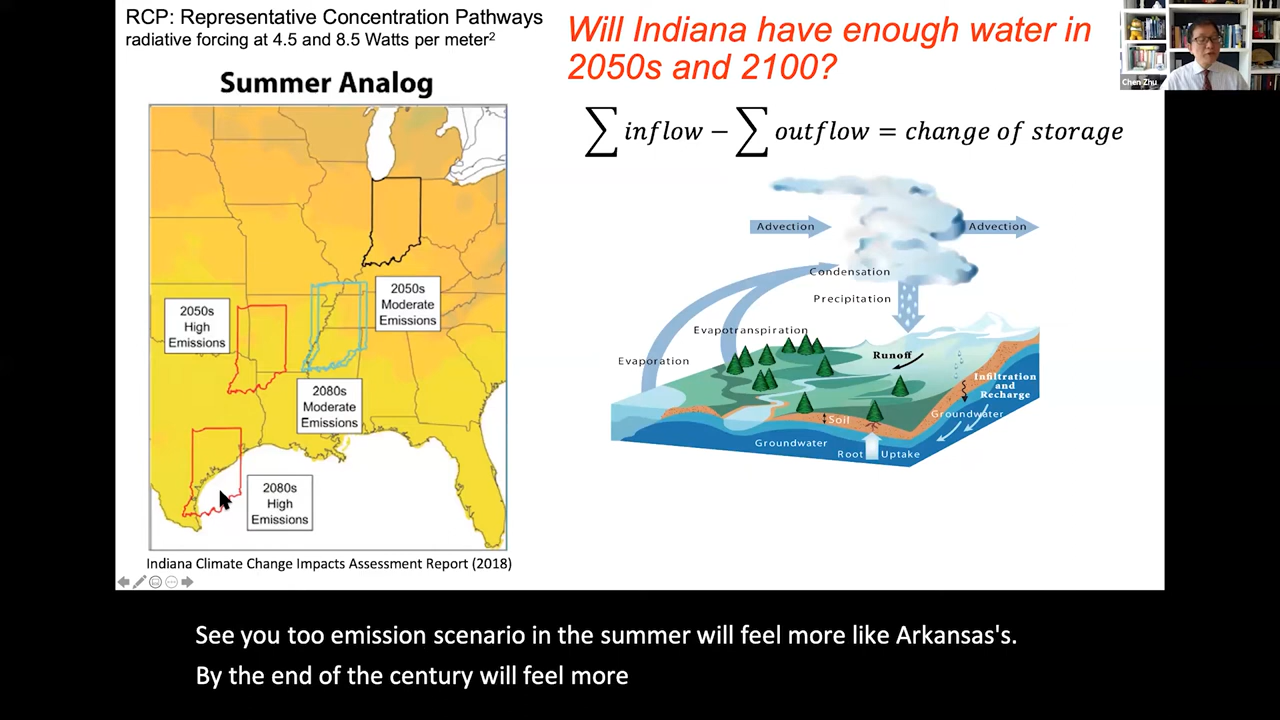 RCP: Representative Concentration Pathways
radiative forcing at 4.5 and 8.5 Watts per meter²
Summer Analog
2050s
High
Emissions
2050s
Moderate
Emissions
2080s
Moderate
Emissions
2080s
High
Emissions
Indiana Climate Change Impacts Assessment Report (2018)
Will Indiana have enough water in
2050s and 2100?
∑ inflow − ∑ outflow = change of storage
Advection
Advection
Condensation
Precipitation
Evapotranspiration
Evaporation
Runoff
Infiltration
and
Recharge
Groundwater
Soil
Groundwater
Root Uptake
Chen Zhu
See you too emission scenario in the summer will feel more like Arkansas's.
By the end of the century will feel more